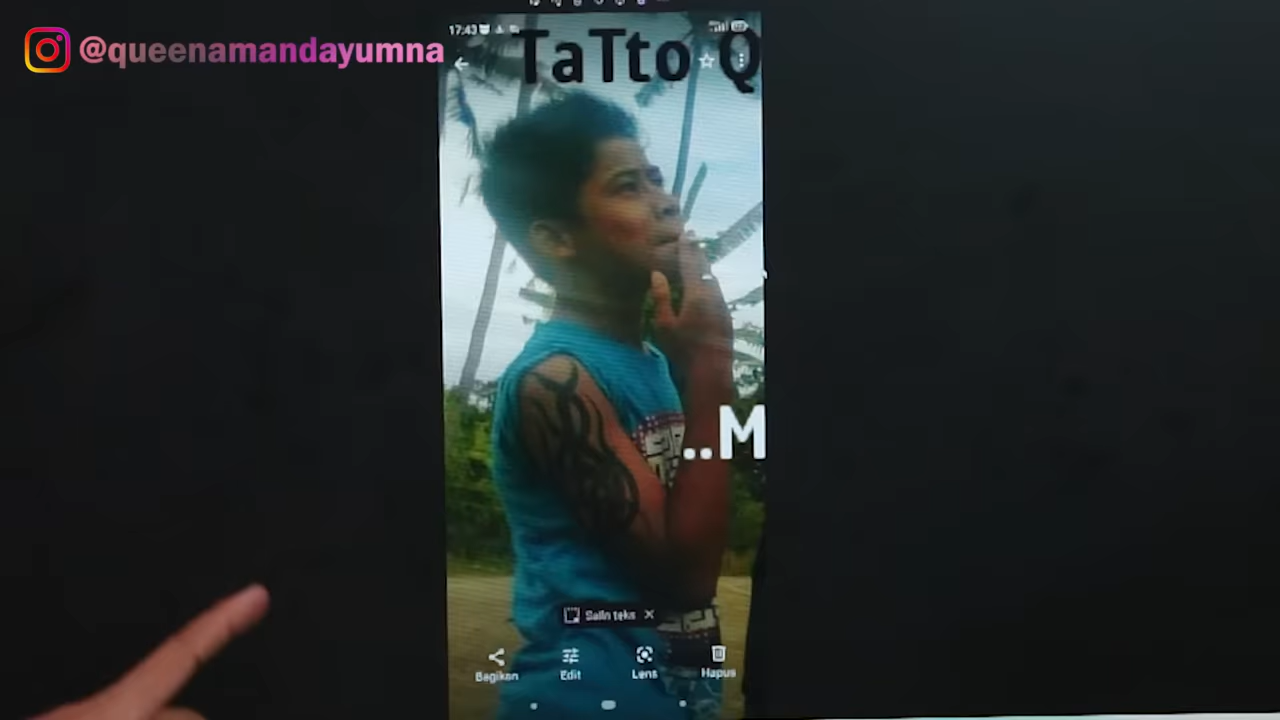 @queenamandayumna
17:43
TaTto Q
..M
Salin teks
Bagikan
Edit
Lens
Hapus